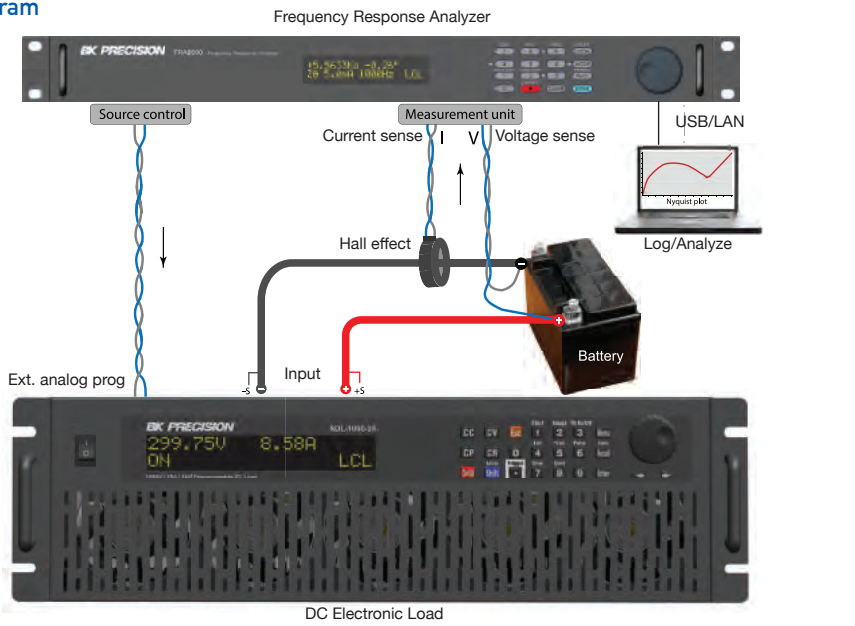 ram
Frequency Response Analyzer
BK PRECISION
LCL
Source control
Measurement unit
USB/LAN
Current sense I V Voltage sense
Nyquist plot
Hall effect
Log/Analyze
Battery
Ext. analog prog
Input
-S
+S
BK PRECISION
299.75V 8.58A
ON LCL
CC CV 1 2 3
CP CR 0 4 5 6
7 8 9
DC Electronic Load